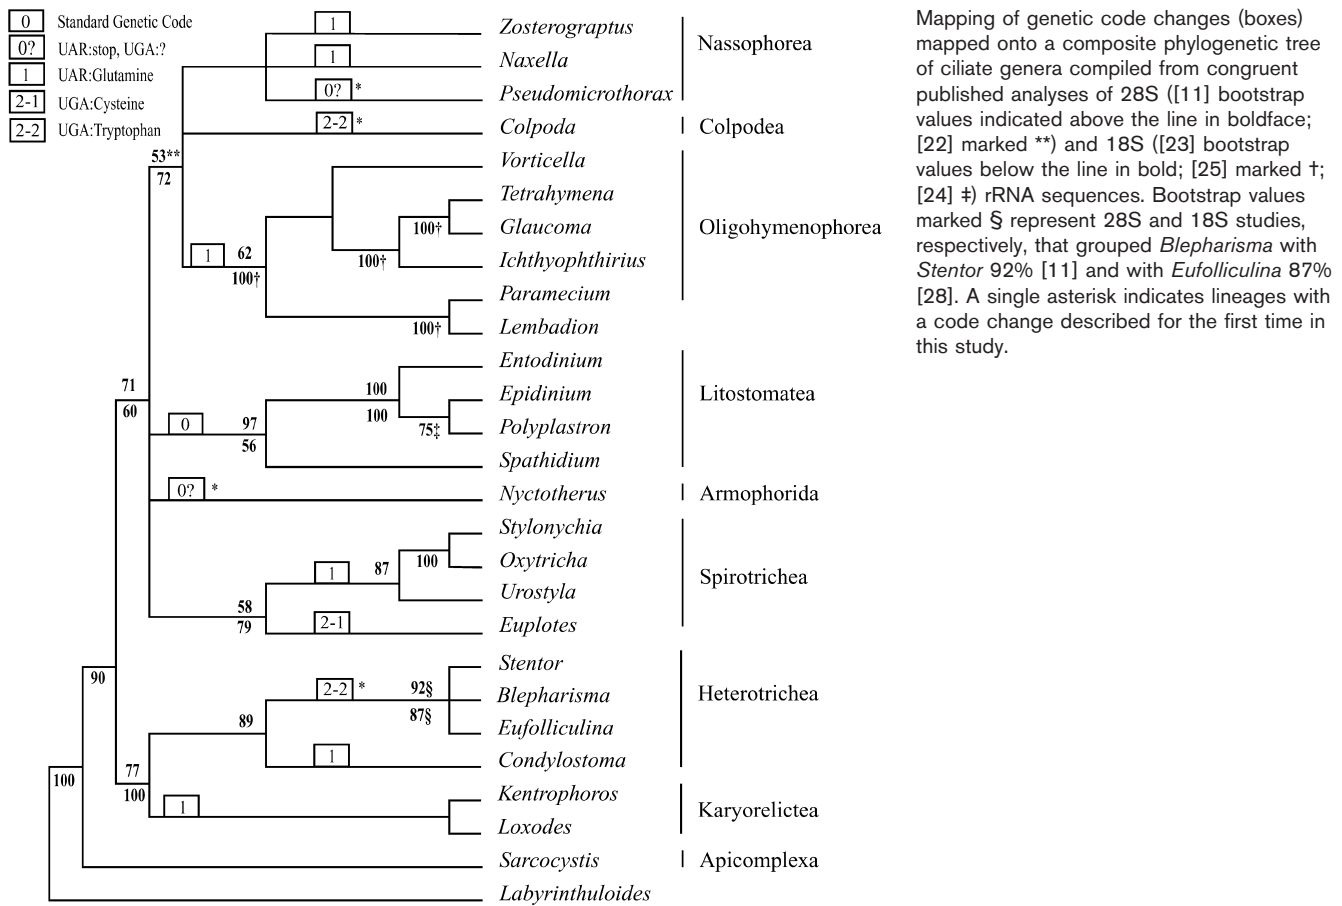 0 Standard Genetic Code
0? UAR:stop, UGA:?
1 UAR:Glutamine
2-1 UGA:Cysteine
2-2 UGA:Tryptophan
1 Zosterograptus
1 Naxella
0? * Pseudomicrothorax
Nassophorea
2-2 * Colpoda Colpodea
53**
72
Vorticella
Tetrahymena
100† Glaucoma
Oligohymenophorea
1 62
100†
100† Ichthyophthirius
Paramecium
100† Lembadion
Entodinium
71
60
100
100
Epidinium
Litostomatea
0 97
56
75‡ Polyplastron
Spathidium
0? * Nyctotherus Armophorida
Stylonychia
100 Oxytricha
1 87
Spirotrichea
Urostyla
58
79
2-1 Euplotes
Stentor
90
2-2 * 92§
87§
Blepharisma
Heterotrichea
89 Eufolliculina
1 Condylostoma
100
77
100
1
Kentrophoros
Karyorelictea
Loxodes
Sarcocystis Apicomplexa
Labyrinthuloides
Mapping of genetic code changes (boxes)
mapped onto a composite phylogenetic tree
of ciliate genera compiled from congruent
published analyses of 28S ([11] bootstrap
values indicated above the line in boldface;
[22] marked **) and 18S ([23] bootstrap
values below the line in bold; [25] marked †;
[24] ‡) rRNA sequences. Bootstrap values
marked § represent 28S and 18S studies,
respectively, that grouped Blepharisma with
Stentor 92% [11] and with Eufolliculina 87%
[28]. A single asterisk indicates lineages with
a code change described for the first time in
this study.